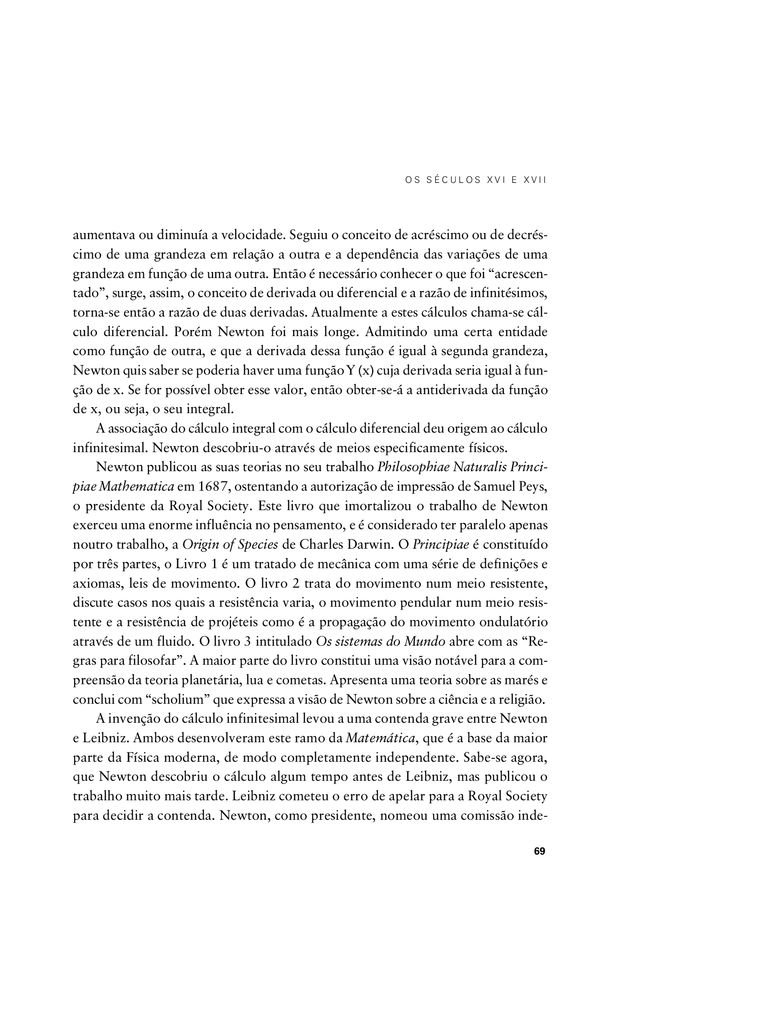 OS SÉCULOS XVI E XVII
aumentava ou diminuía a velocidade. Seguiu o conceito de acréscimo ou de decrés-
cimo de uma grandeza em relação a outra e a dependência das variações de uma
grandeza em função de uma outra. Então é necessário conhecer o que foi “acrescen-
tado”, surge, assim, o conceito de derivada ou diferencial e a razão de infinitésimos,
torna-se então a razão de duas derivadas. Atualmente a estes cálculos chama-se cál-
culo diferencial. Porém Newton foi mais longe. Admitindo uma certa entidade
como função de outra, e que a derivada dessa função é igual à segunda grandeza,
Newton quis saber se poderia haver uma função Y (x) cuja derivada seria igual à fun-
ção de x. Se for possível obter esse valor, então obter-se-á a antiderivada da função
de x, ou seja, o seu integral.
A associação do cálculo integral com o cálculo diferencial deu origem ao cálculo
infinitesimal. Newton descobriu-o através de meios especificamente físicos.
Newton publicou as suas teorias no seu trabalho Philosophiae Naturalis Princi-
piae Mathematica em 1687, ostentando a autorização de impressão de Samuel Peys,
o presidente da Royal Society. Este livro que imortalizou o trabalho de Newton
exerceu uma enorme influência no pensamento, e é considerado ter paralelo apenas
noutro trabalho, a Origin of Species de Charles Darwin. O Principiae é constituído
por três partes, o Livro 1 é um tratado de mecânica com uma série de definições e
axiomas, leis de movimento. O livro 2 trata do movimento num meio resistente,
discute casos nos quais a resistência varia, o movimento pendular num meio resis-
tente e a resistência de projéteis como é a propagação do movimento ondulatório
através de um fluido. O livro 3 intitulado Os sistemas do Mundo abre com as “Re-
gras para filosofar”. A maior parte do livro constitui uma visão notável para a com-
preensão da teoria planetária, lua e cometas. Apresenta uma teoria sobre as marés e
conclui com “scholium” que expressa a visão de Newton sobre a ciência e a religião.
A invenção do cálculo infinitesimal levou a uma contenda grave entre Newton
e Leibniz. Ambos desenvolveram este ramo da Matemática, que é a base da maior
parte da Física moderna, de modo completamente independente. Sabe-se agora,
que Newton descobriu o cálculo algum tempo antes de Leibniz, mas publicou o
trabalho muito mais tarde. Leibniz cometeu o erro de apelar para a Royal Society
para decidir a contenda. Newton, como presidente, nomeou uma comissão inde-
69